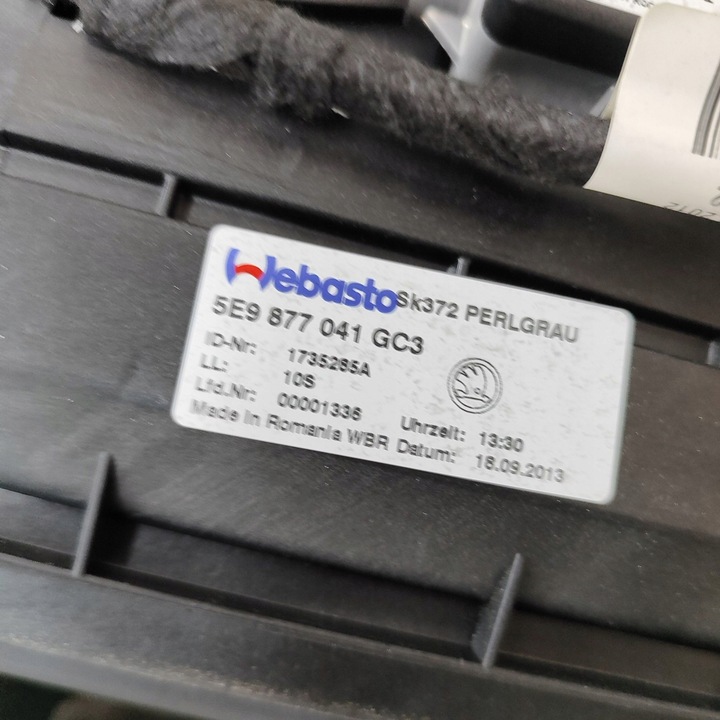 Webasto Sk372 PERLGRAU
5E9 877 041 GC3
ID-Nr: 1735285A
LL: 10S
Lfd.Nr: 00001336 Uhrzeit: 13:30
Made in Romania WBR Datum: 18.09.2013